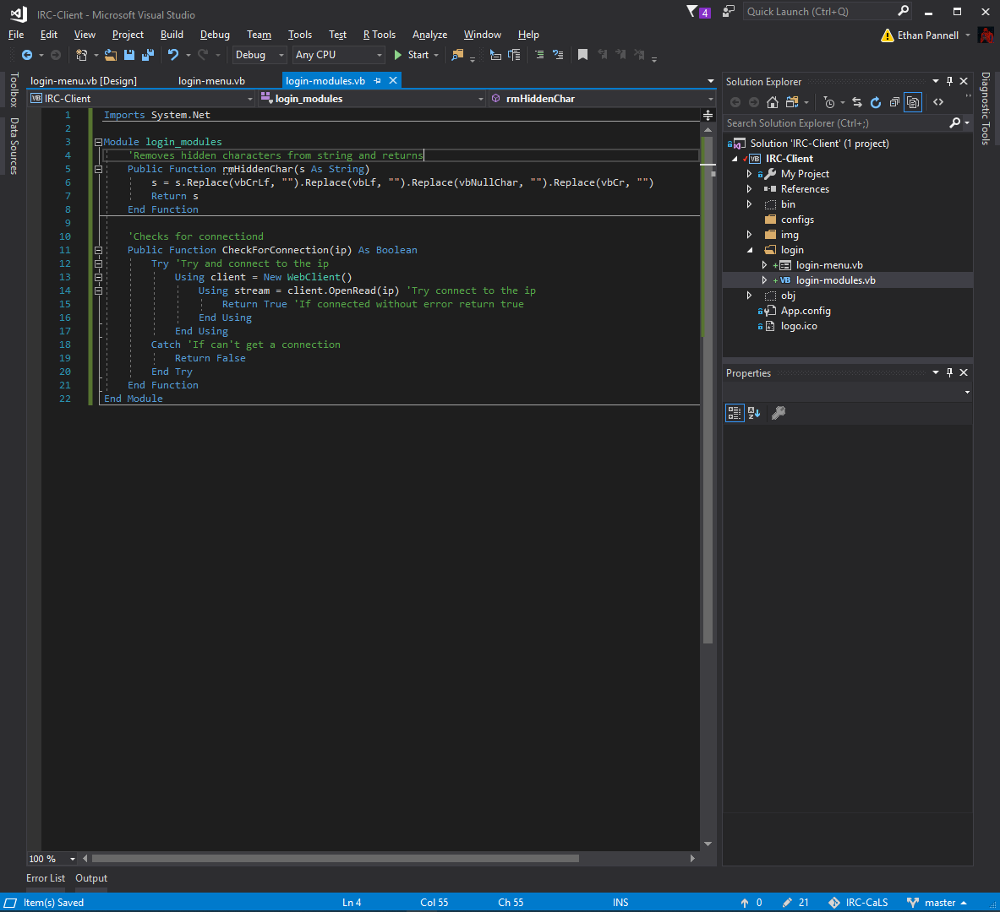 IRC-Client - Microsoft Visual Studio
4
Quick Launch (Ctrl+Q)
File Edit View Project Build Debug Team Tools Test R Tools Analyze Window Help
Ethan Pannell
Debug Any CPU Start
Toolbox
Data Sources
login-menu.vb [Design] login-menu.vb login-modules.vb
VB IRC-Client login_modules rmHiddenChar
1 Imports System.Net
2
3 Module login_modules
4 'Removes hidden characters from string and returns
5 Public Function rmHiddenChar(s As String)
6 s = s.Replace(vbCrLf, "").Replace(vbLf, "").Replace(vbNullChar, "").Replace(vbCr, "")
7 Return s
8 End Function
9
10 'Checks for connectiond
11 Public Function CheckForConnection(ip) As Boolean
12 Try 'Try and connect to the ip
13 Using client = New WebClient()
14 Using stream = client.OpenRead(ip) 'Try connect to the ip
15 Return True 'If connected without error return true
16 End Using
17 End Using
18 Catch 'If can't get a connection
19 Return False
20 End Try
21 End Function
22 End Module
100 %
Solution Explorer
Search Solution Explorer (Ctrl+;)
Solution 'IRC-Client' (1 project)
VB IRC-Client
My Project
References
bin
configs
img
login
login-menu.vb
VB login-modules.vb
obj
App.config
logo.ico
Properties
Diagnostic Tools
Error List Output
Item(s) Saved Ln 4 Col 55 Ch 55 INS 0 21 IRC-CaLS master